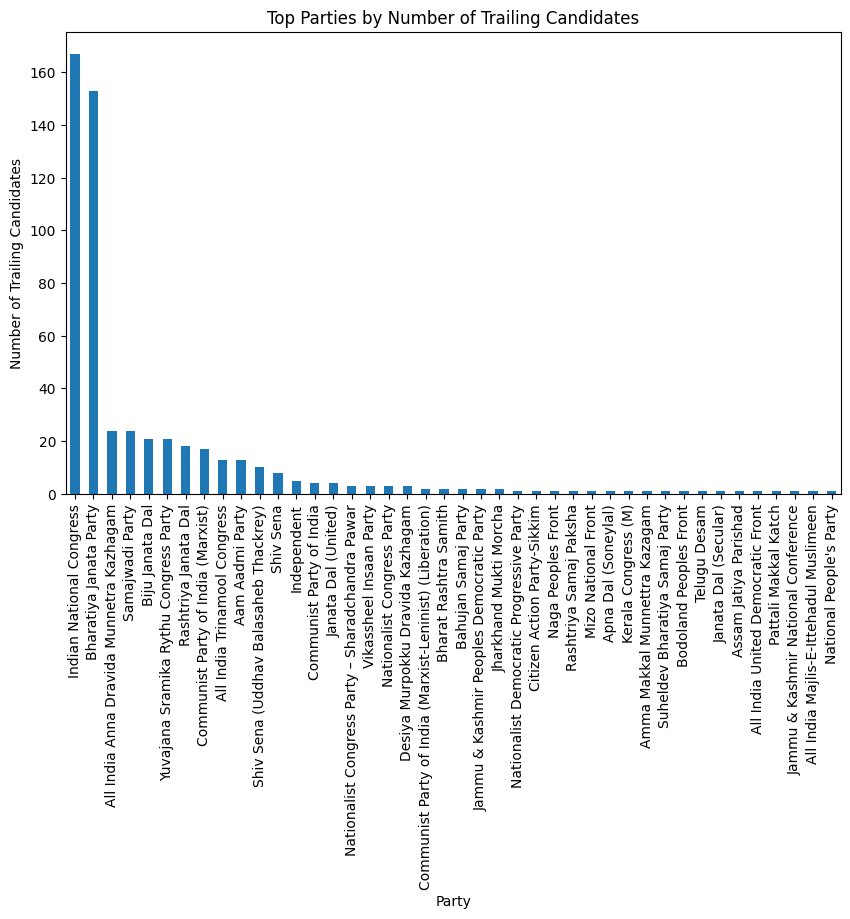 Top Parties by Number of Trailing Candidates
Number of Trailing Candidates
160
140
120
100
80
60
40
20
0
Indian National Congress
Bharatiya Janata Party
All India Anna Dravida Munnetra Kazhagam
Samajwadi Party
Biju Janata Dal
Yuvajana Sramika Rythu Congress Party
Rashtriya Janata Dal
Communist Party of India (Marxist)
All India Trinamool Congress
Aam Aadmi Party
Shiv Sena (Uddhav Balasaheb Thackrey)
Shiv Sena
Independent
Communist Party of India
Janata Dal (United)
Nationalist Congress Party – Sharadchandra Pawar
Vikassheel Insaan Party
Nationalist Congress Party
Desiya Murpokku Dravida Kazhagam
Communist Party of India (Marxist-Leninist) (Liberation)
Bharat Rashtra Samith
Bahujan Samaj Party
Jammu & Kashmir Peoples Democratic Party
Jharkhand Mukti Morcha
Nationalist Democratic Progressive Party
Citizen Action Party-Sikkim
Naga Peoples Front
Rashtriya Samaj Paksha
Mizo National Front
Apna Dal (Soneylal)
Kerala Congress (M)
Amma Makkal Munnettra Kazagam
Suheldev Bharatiya Samaj Party
Bodoland Peoples Front
Telugu Desam
Janata Dal (Secular)
Assam Jatiya Parishad
All India United Democratic Front
Pattali Makkal Katch
Jammu & Kashmir National Conference
All India Majlis-E-Ittehadul Muslimeen
National People's Party
Party